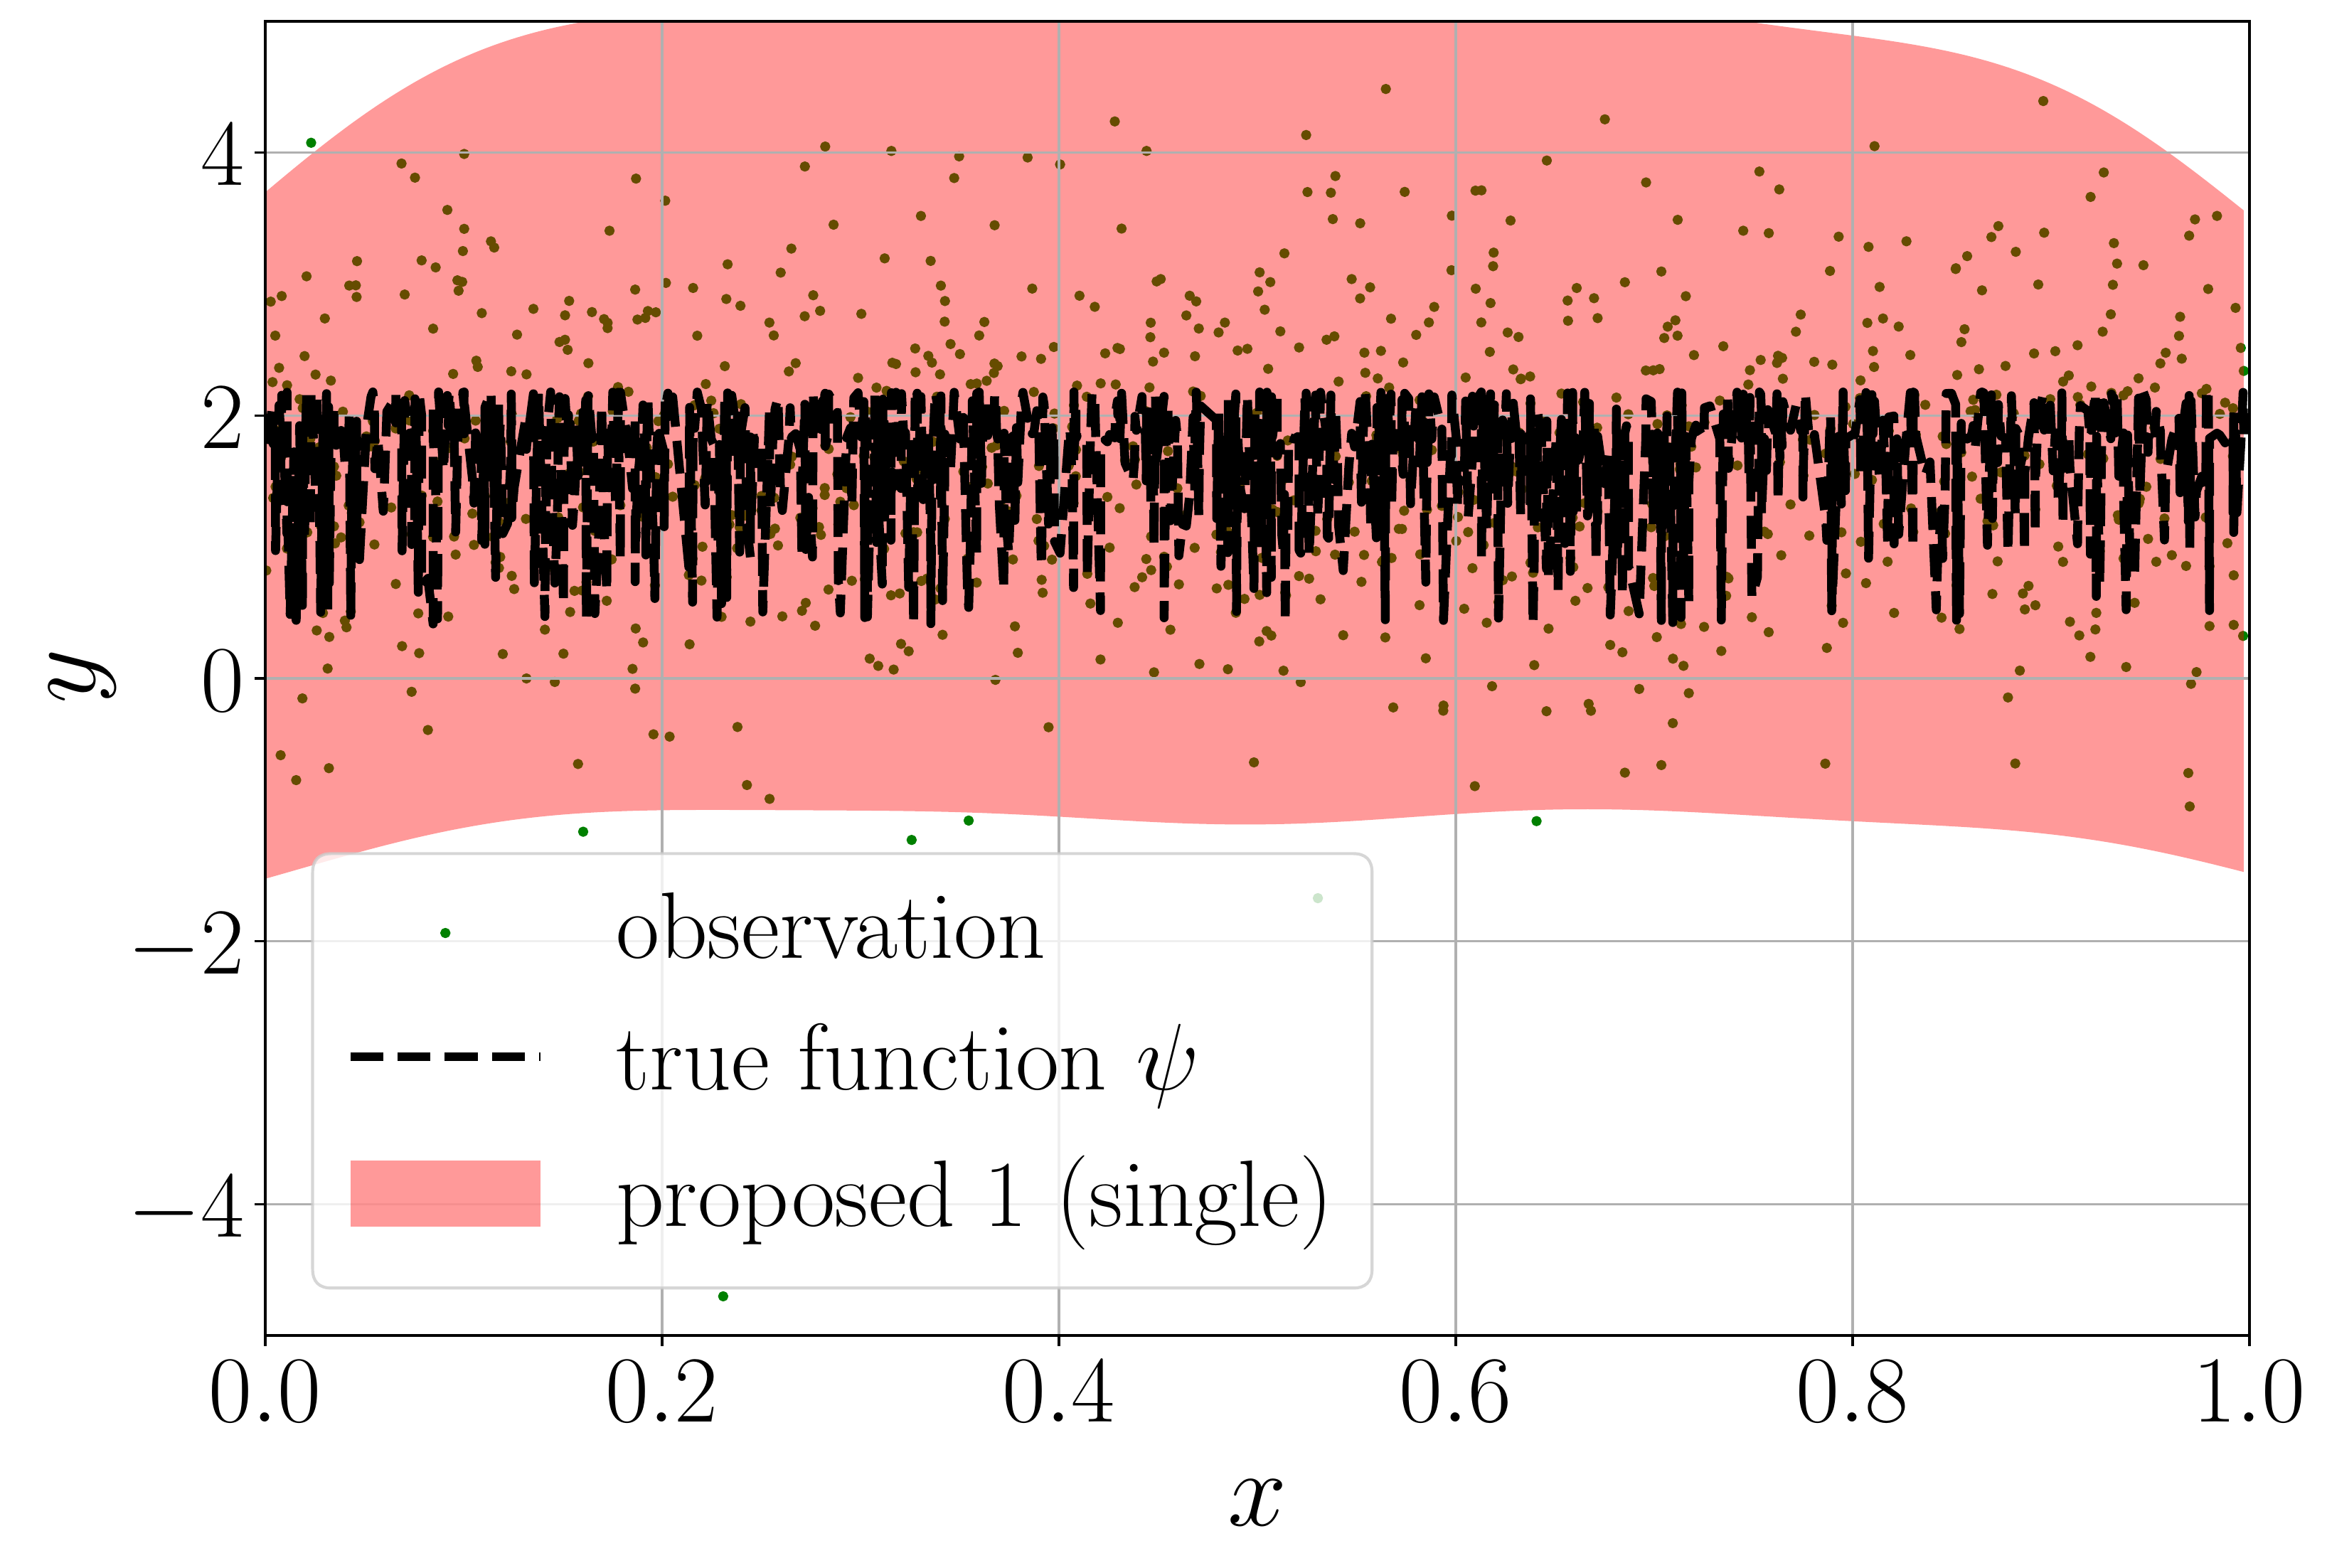 4
2
0
−2
−4
y
observation
true function ψ
proposed 1 (single)
0.0 0.2 0.4 0.6 0.8 1.0
x